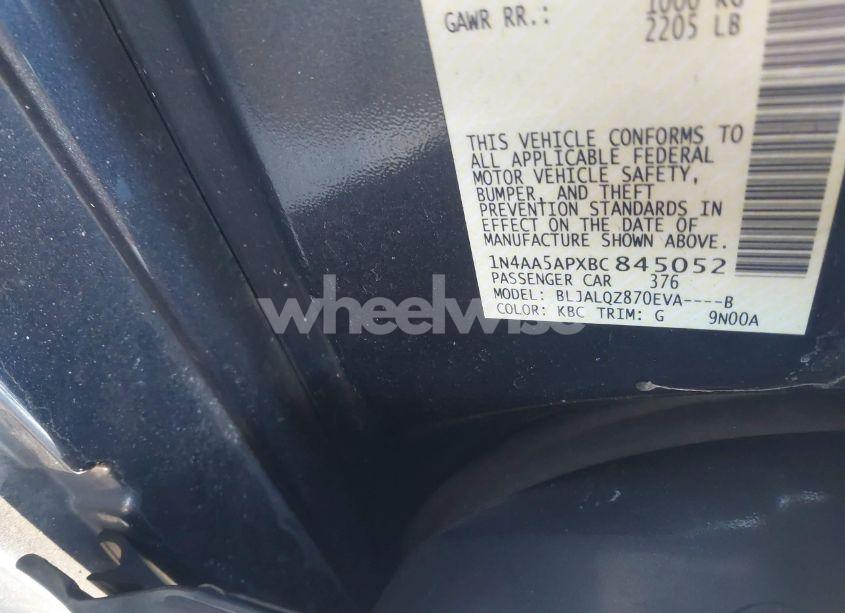 1000 KG
GAWR RR.: 2205 LB
THIS VEHICLE CONFORMS TO
ALL APPLICABLE FEDERAL
MOTOR VEHICLE SAFETY,
BUMPER, AND THEFT
PREVENTION STANDARDS IN
EFFECT ON THE DATE OF
MANUFACTURE SHOWN ABOVE.
1N4AA5APXBC845052
PASSENGER CAR 376
MODEL: BLJALQZ870EVA----B
COLOR: KBC TRIM: G 9N00A
wheelwise